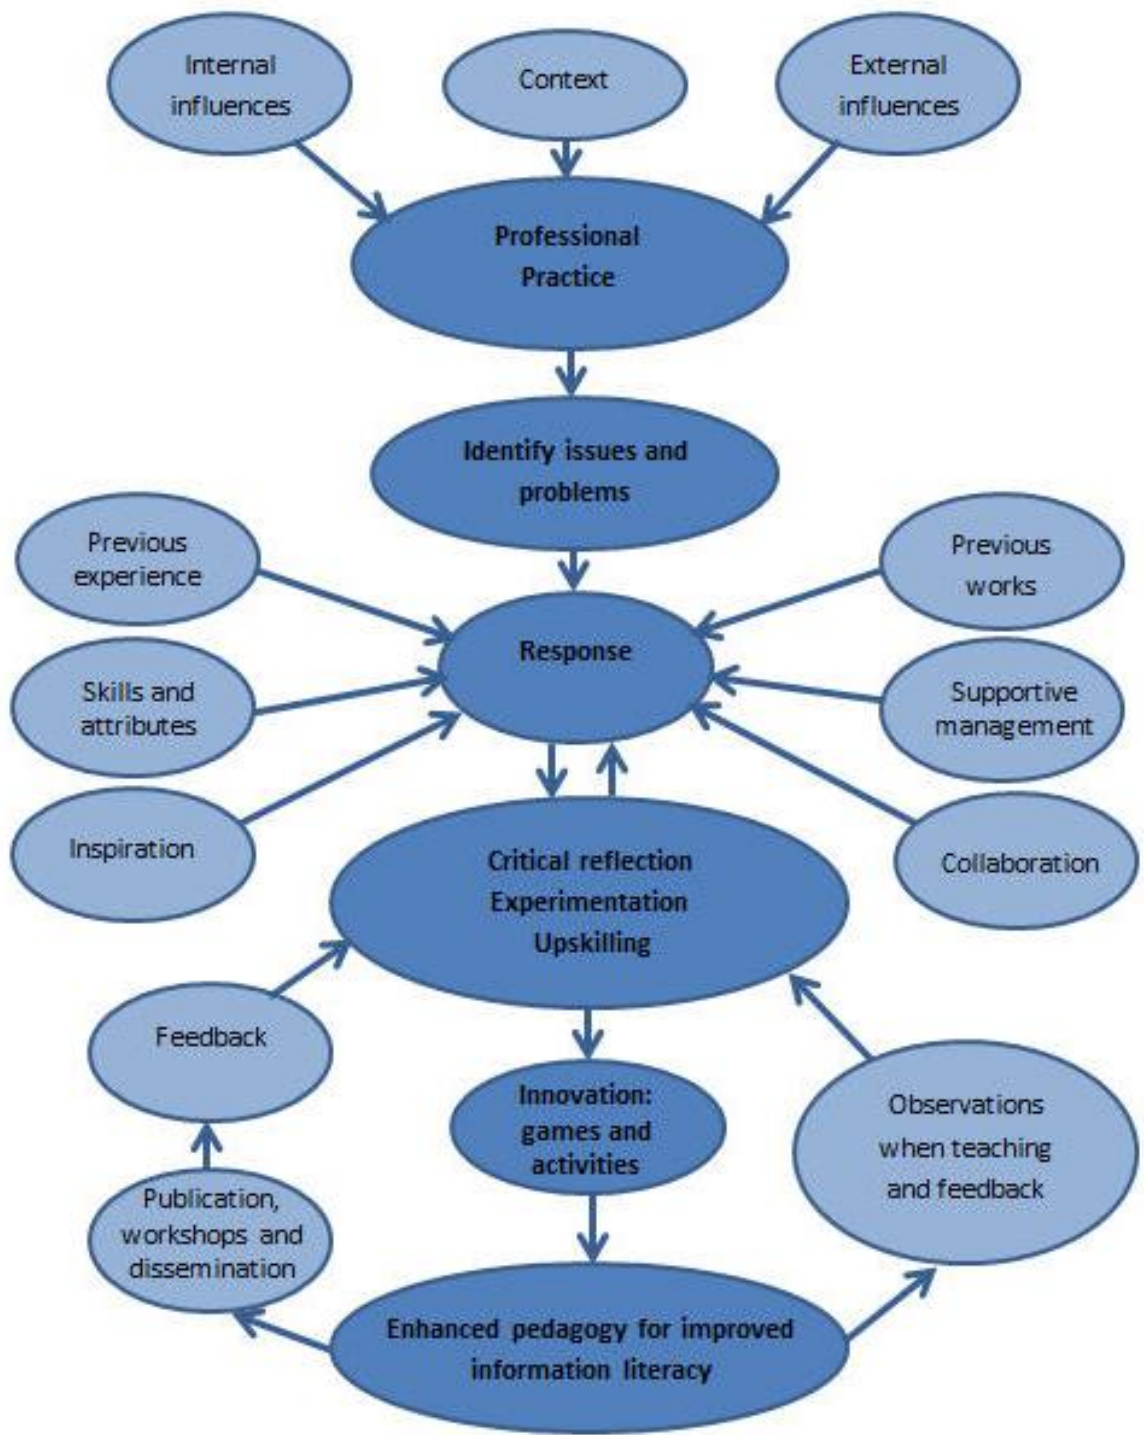 Internal
influences
Context
External
influences
Professional
Practice
Identify issues and
problems
Previous
experience
Previous
works
Response
Skills and
attributes
Supportive
management
Inspiration
Collaboration
Critical reflection
Experimentation
Upskilling
Feedback
Innovation:
games and
activities
Observations
when teaching
and feedback
Publication,
workshops and
dissemination
Enhanced pedagogy for improved
information literacy